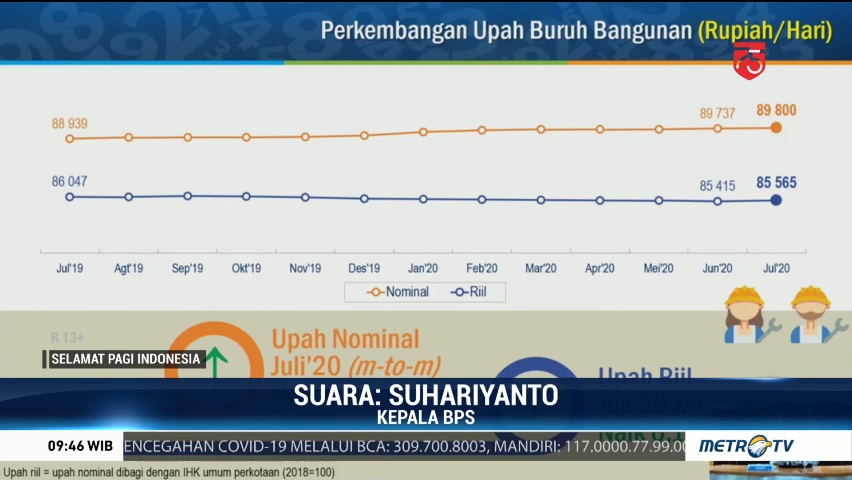 Perkembangan Upah Buruh Bangunan (Rupiah/Hari)
75
88 939
89 737
89 800
86 047
85 415
85 565
Jul'19 Agt'19 Sep'19 Okt'19 Nov'19 Des'19 Jan'20 Feb'20 Mar'20 Apr'20 Mei'20 Jun'20 Jul'20
Nominal Riil
R 13+
Upah Nominal
Juli'20 (m-to-m)
SELAMAT PAGI INDONESIA
Upah Riil
SUARA: SUHARIYANTO
KEPALA BPS
09:46 WIB
ENCEGAHAN COVID-19 MELALUI BCA: 309.700.8003, MANDIRI: 117.0000.77.99.00
METRO TV
Upah riil = upah nominal dibagi dengan IHK umum perkotaan (2018=100)